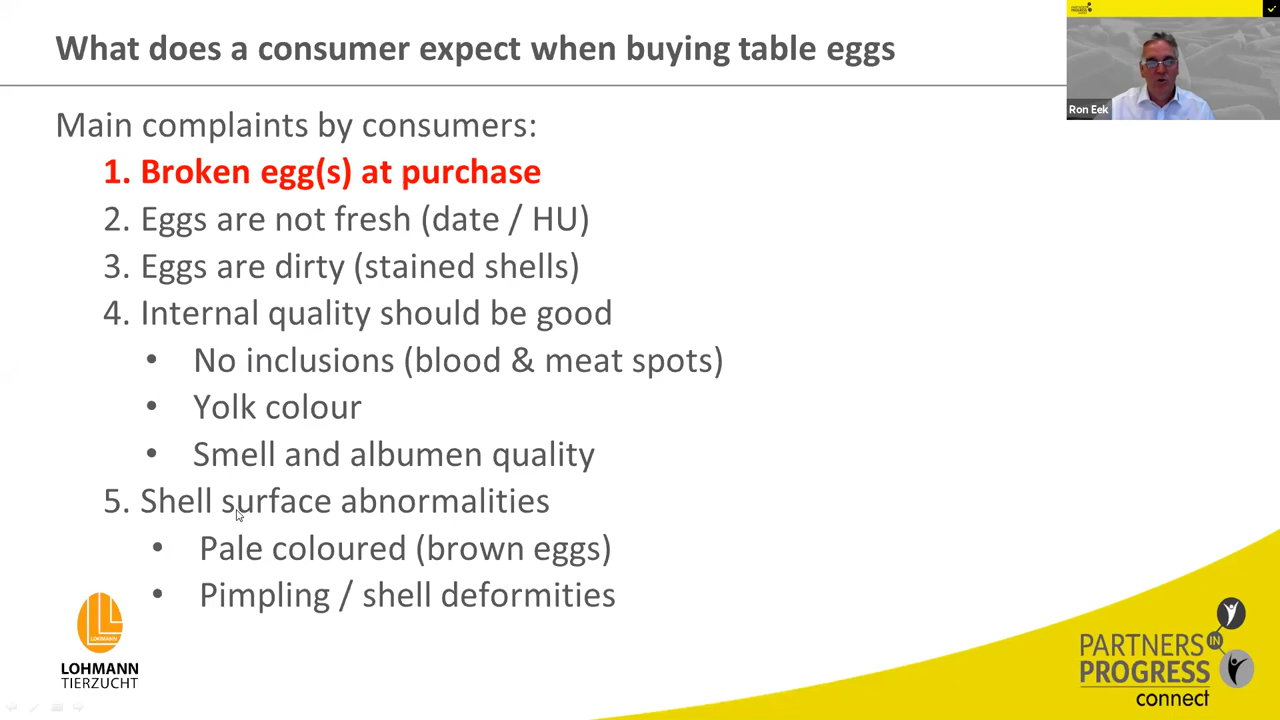 What does a consumer expect when buying table eggs
PARTNERS
PROGRESS
Ron Eek
Main complaints by consumers:
1. Broken egg(s) at purchase
2. Eggs are not fresh (date / HU)
3. Eggs are dirty (stained shells)
4. Internal quality should be good
• No inclusions (blood & meat spots)
• Yolk colour
• Smell and albumen quality
5. Shell surface abnormalities
• Pale coloured (brown eggs)
• Pimpling / shell deformities
LOHMANN
LOHMANN
TIERZUCHT
PARTNERS IN
PROGRESS
connect